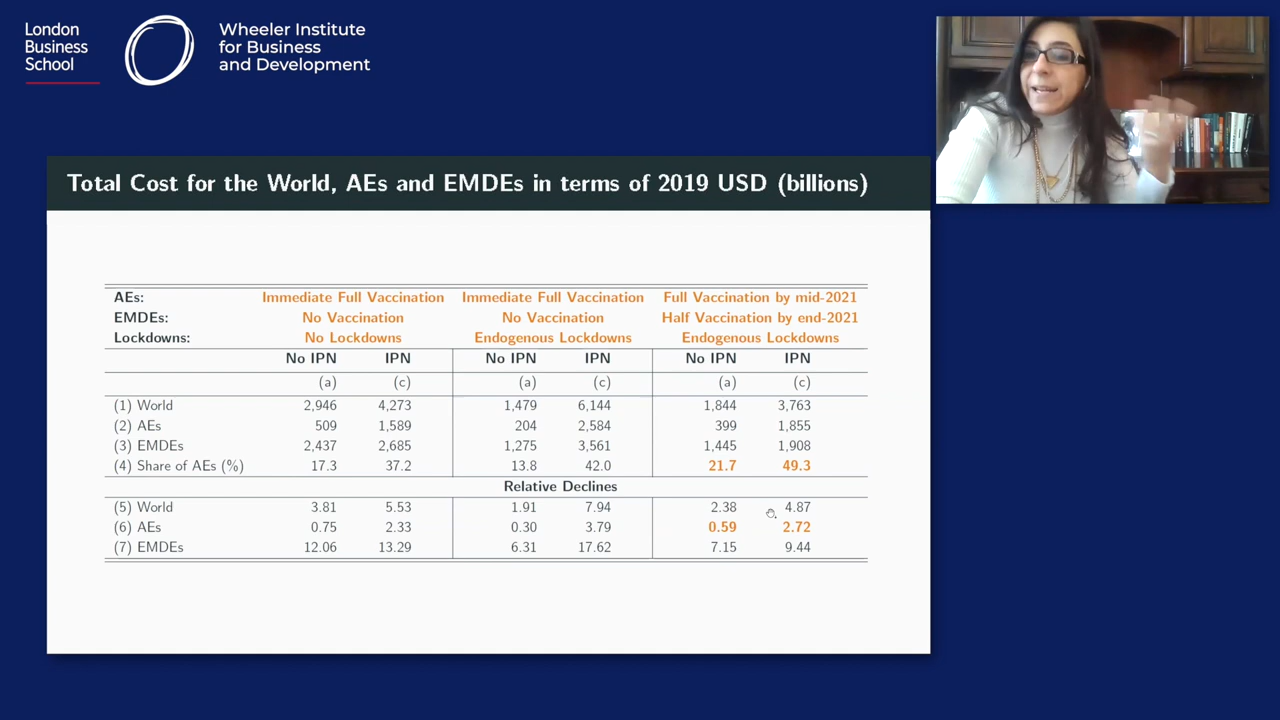 London
Business
School
Wheeler Institute
for Business
and Development
Total Cost for the World, AEs and EMDEs in terms of 2019 USD (billions)
AEs: Immediate Full Vaccination Immediate Full Vaccination Full Vaccination by mid-2021
EMDEs: No Vaccination No Vaccination Half Vaccination by end-2021
Lockdowns: No Lockdowns Endogenous Lockdowns Endogenous Lockdowns
No IPN IPN No IPN IPN No IPN IPN
(a) (c) (a) (c) (a) (c)
(1) World 2,946 4,273 1,479 6,144 1,844 3,763
(2) AEs 509 1,589 204 2,584 399 1,855
(3) EMDEs 2,437 2,685 1,275 3,561 1,445 1,908
(4) Share of AEs (%) 17.3 37.2 13.8 42.0 21.7 49.3
Relative Declines
(5) World 3.81 5.53 1.91 7.94 2.38 4.87
(6) AEs 0.75 2.33 0.30 3.79 0.59 2.72
(7) EMDEs 12.06 13.29 6.31 17.62 7.15 9.44